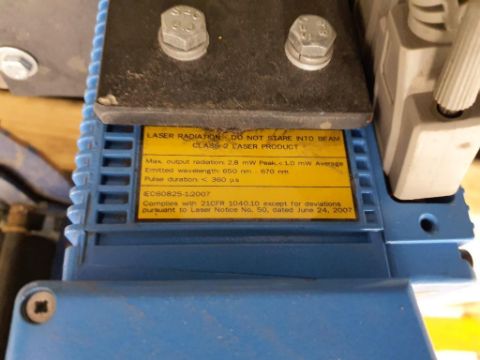 LASER RADIATION - DO NOT STARE INTO BEAM
CLASS 2 LASER PRODUCT
Max. output radiation: 2,8 mW Peak,< 1.0 mW Average
Emitted wavelength: 650 nm - 670 nm
Pulse duration: < 360 µs
IEC60825-1:2007
Complies with 21CFR 1040.10 except for deviations
pursuant to Laser Notice No. 50, dated June 24, 2007